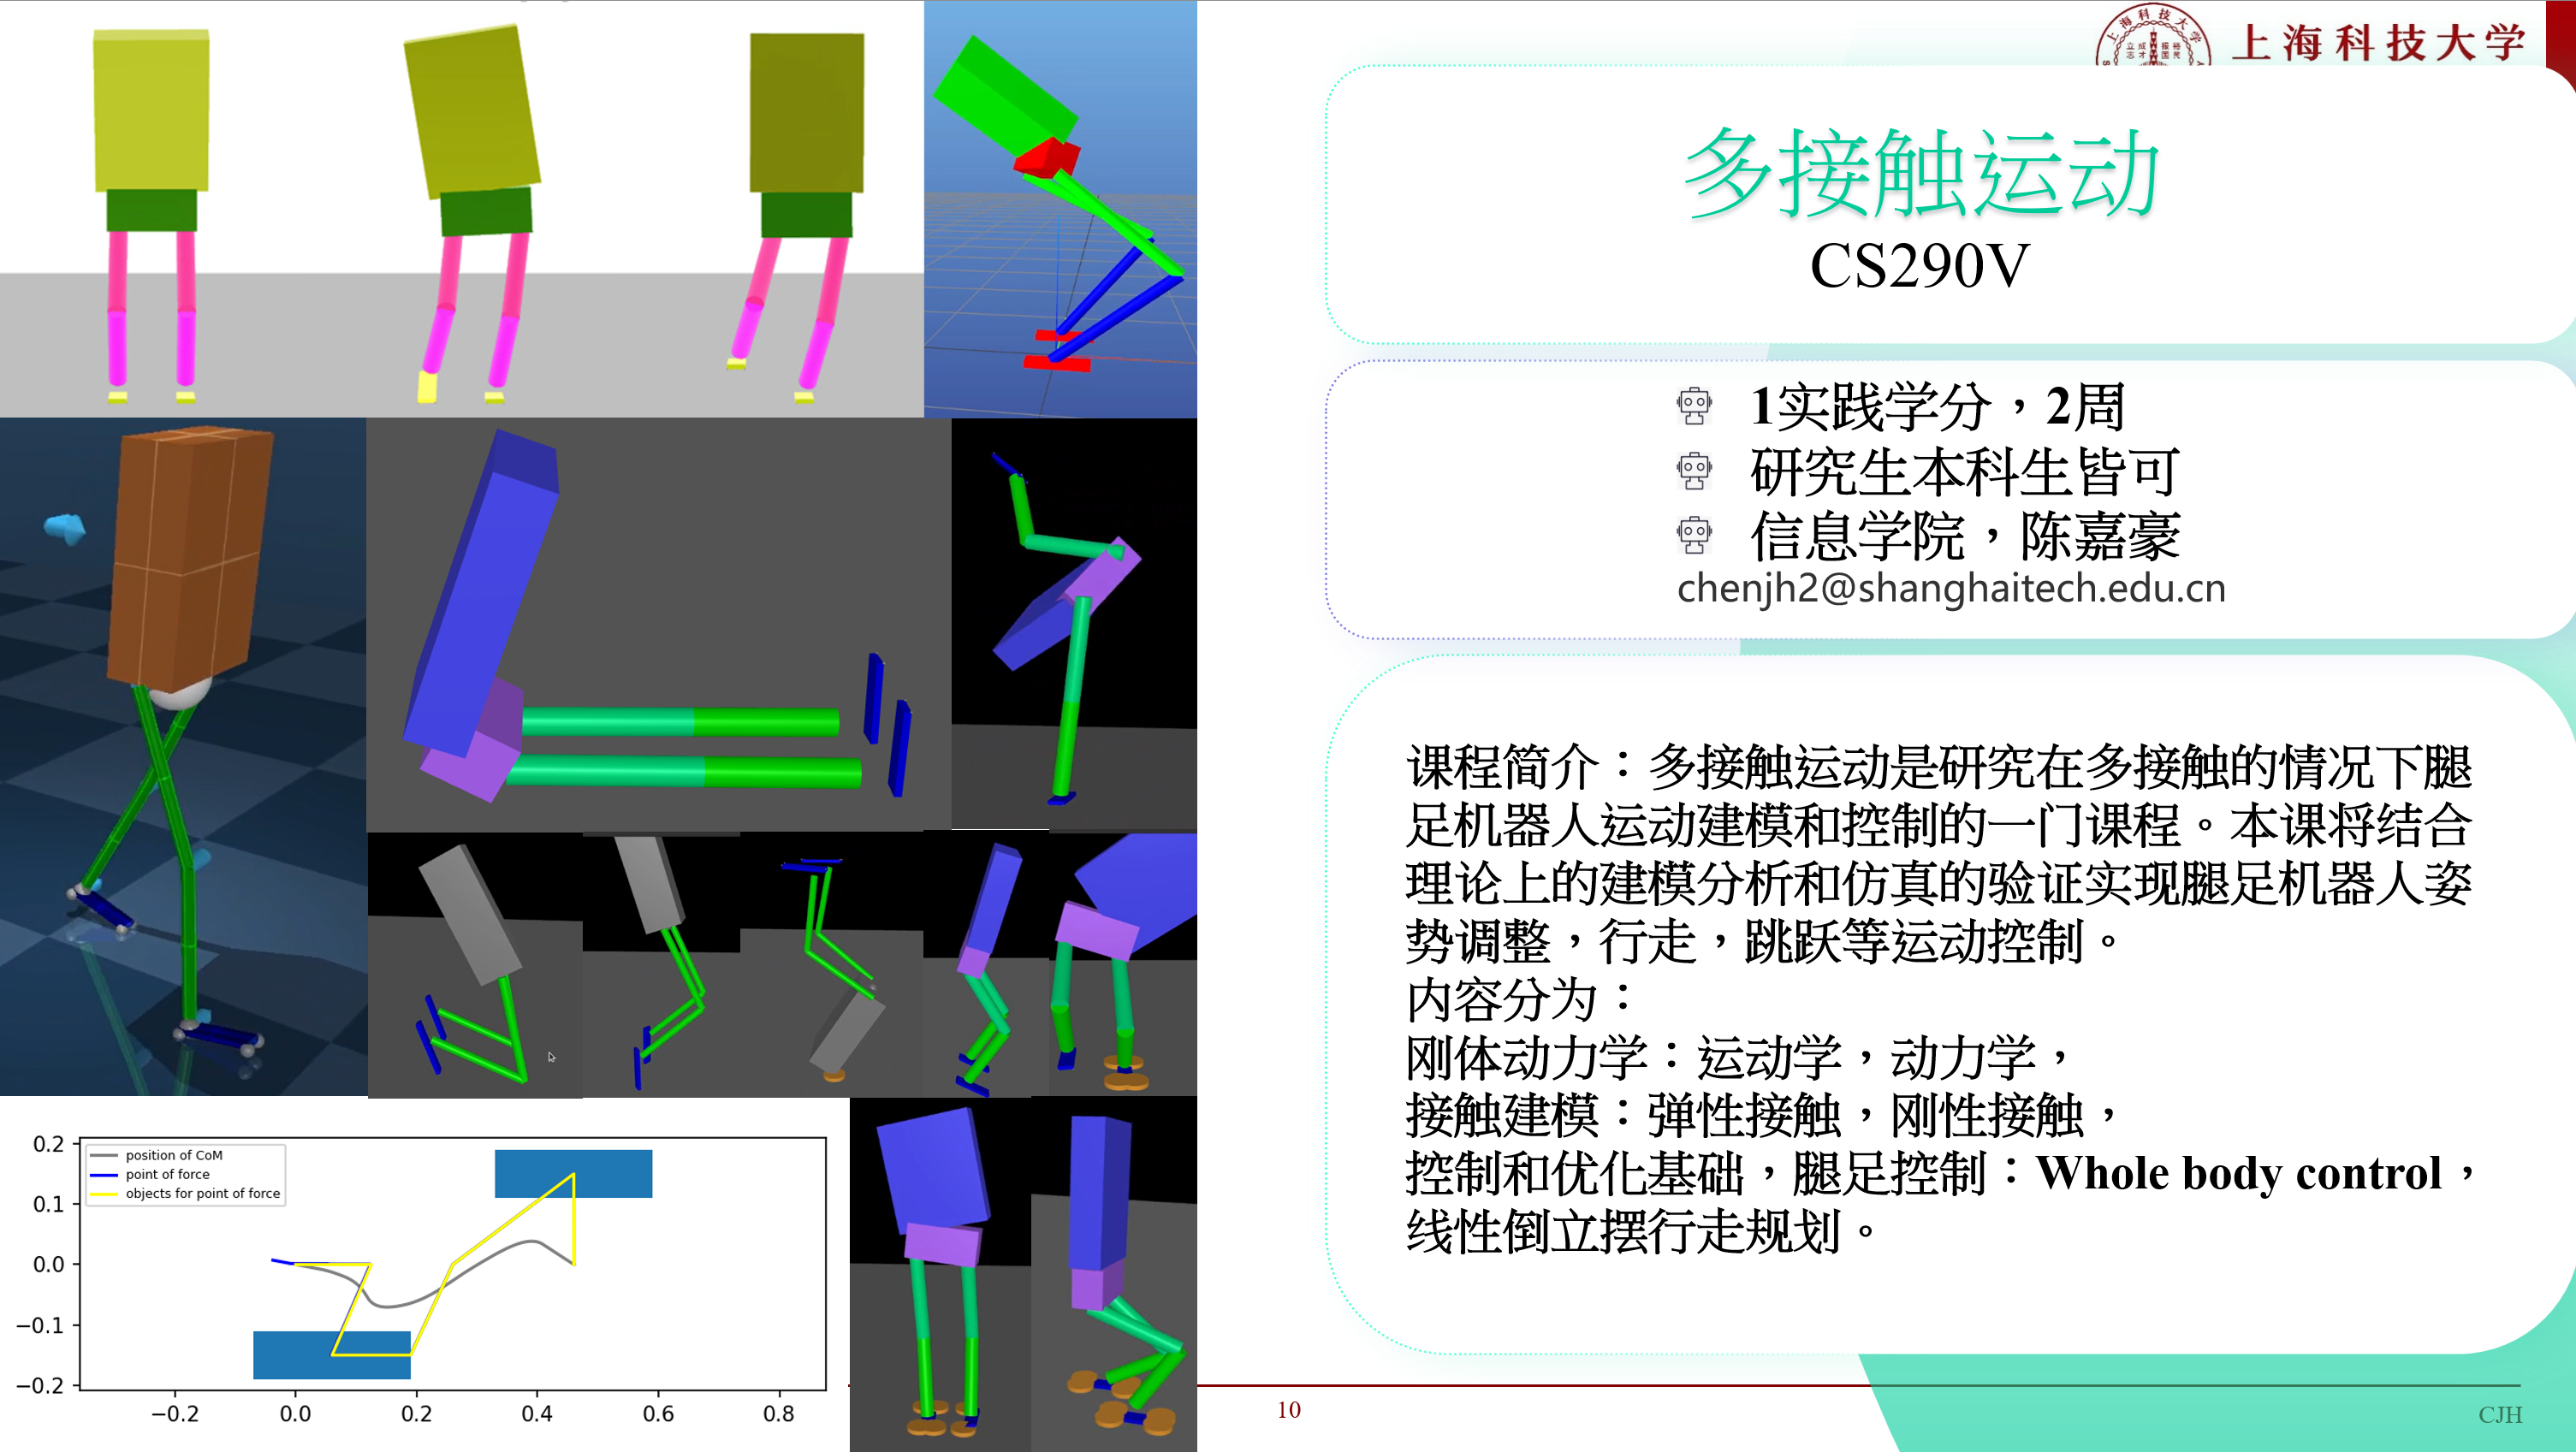 上海科技大学
多接触运动
CS290V
1实践学分，2周
研究生本科生皆可
信息学院，陈嘉豪
chenjh2@shanghaitech.edu.cn
课程简介：多接触运动是研究在多接触的情况下腿
足机器人运动建模和控制的一门课程。本课将结合
理论上的建模分析和仿真的验证实现腿足机器人姿
势调整，行走，跳跃等运动控制。
内容分为：
刚体动力学：运动学，动力学，
接触建模：弹性接触，刚性接触，
控制和优化基础，腿足控制：Whole body control，
线性倒立摆行走规划。
position of CoM
point of force
objects for point of force
0.2
0.1
0.0
−0.1
−0.2
−0.2 0.0 0.2 0.4 0.6 0.8
10
CJH